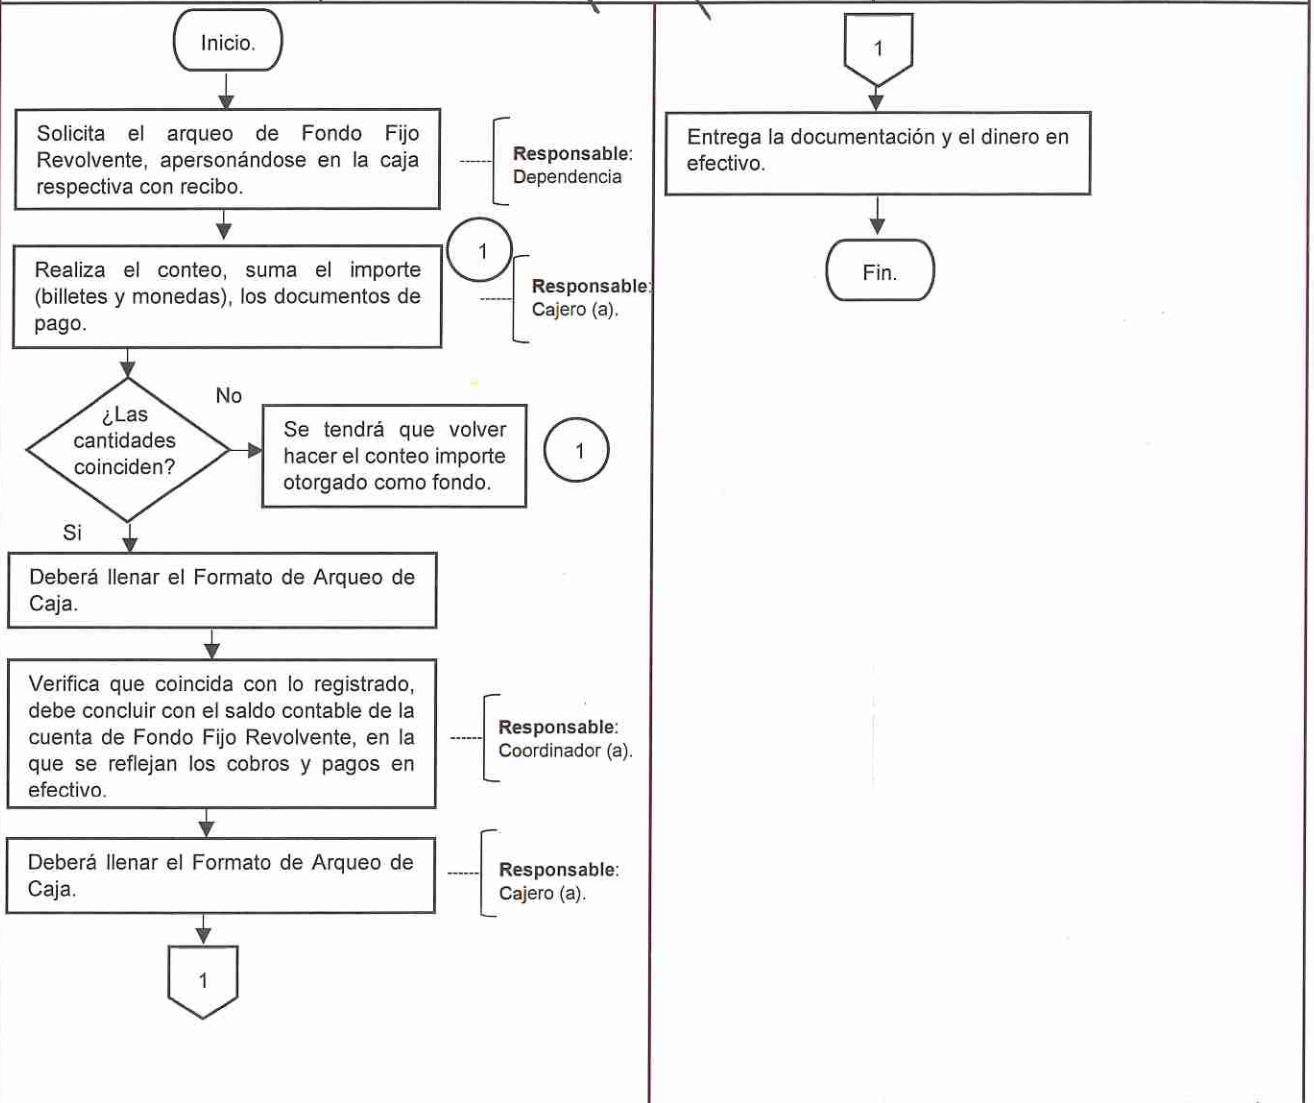 Inicio.
Solicita el arqueo de Fondo Fijo
Revolvente, apersonándose en la caja
respectiva con recibo.
Responsable:
Dependencia
1
Realiza el conteo, suma el importe
(billetes y monedas), los documentos de
pago.
Responsable:
Cajero (a).
¿Las
cantidades
coinciden?
No
Se tendrá que volver
hacer el conteo importe
otorgado como fondo.
1
Si
Deberá llenar el Formato de Arqueo de
Caja.
Verifica que coincida con lo registrado,
debe concluir con el saldo contable de la
cuenta de Fondo Fijo Revolvente, en la
que se reflejan los cobros y pagos en
efectivo.
Responsable:
Coordinador (a).
Deberá llenar el Formato de Arqueo de
Caja.
Responsable:
Cajero (a).
1
1
Entrega la documentación y el dinero en
efectivo.
Fin.